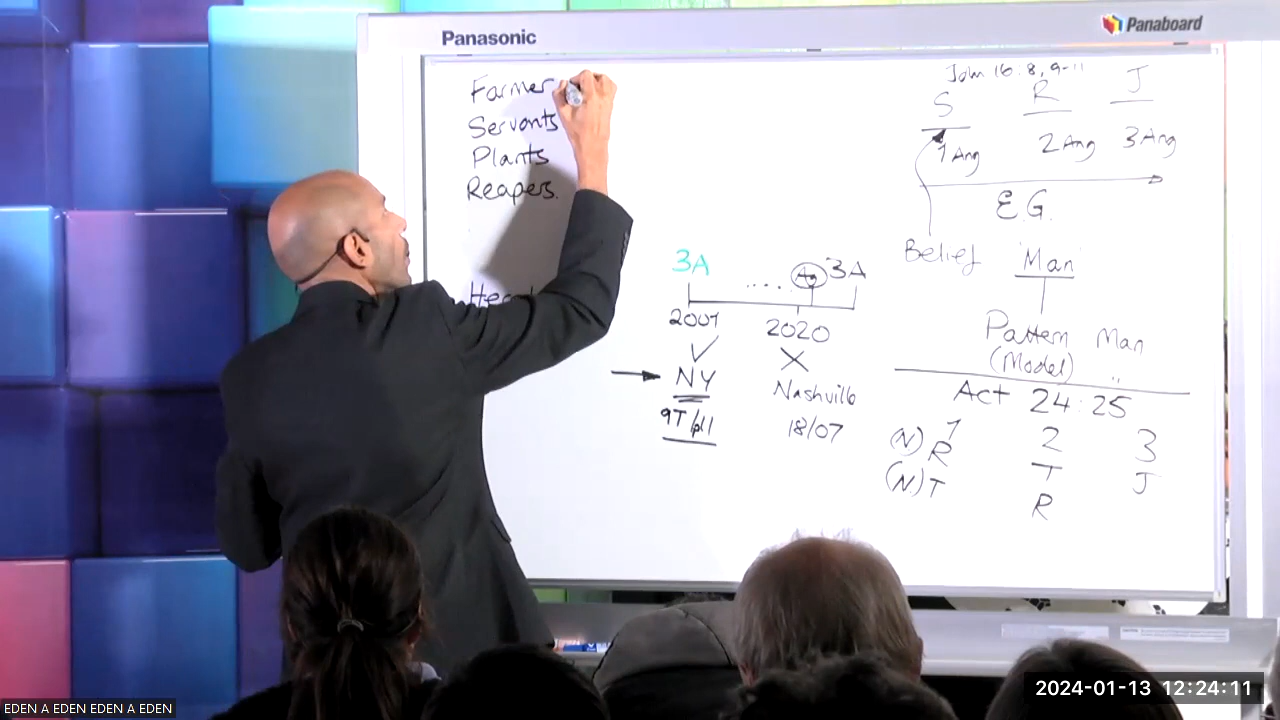 Panasonic
Panaboard
Farmer
Servants
Plants
Reapers.
John 16:8, 9-11
S R J
1 Ang 2 Ang 3 Ang
E.G.
Belief 'Man'
Pattern Man
(Model) "
Act 24:25
(N) 1 2 3
R T J
(N.) T R
3A ..... 3A
2001 2020
NY Nashville
9T/pl1 18/07
EDEN A EDEN EDEN A EDEN
2024-01-13 12:24:11